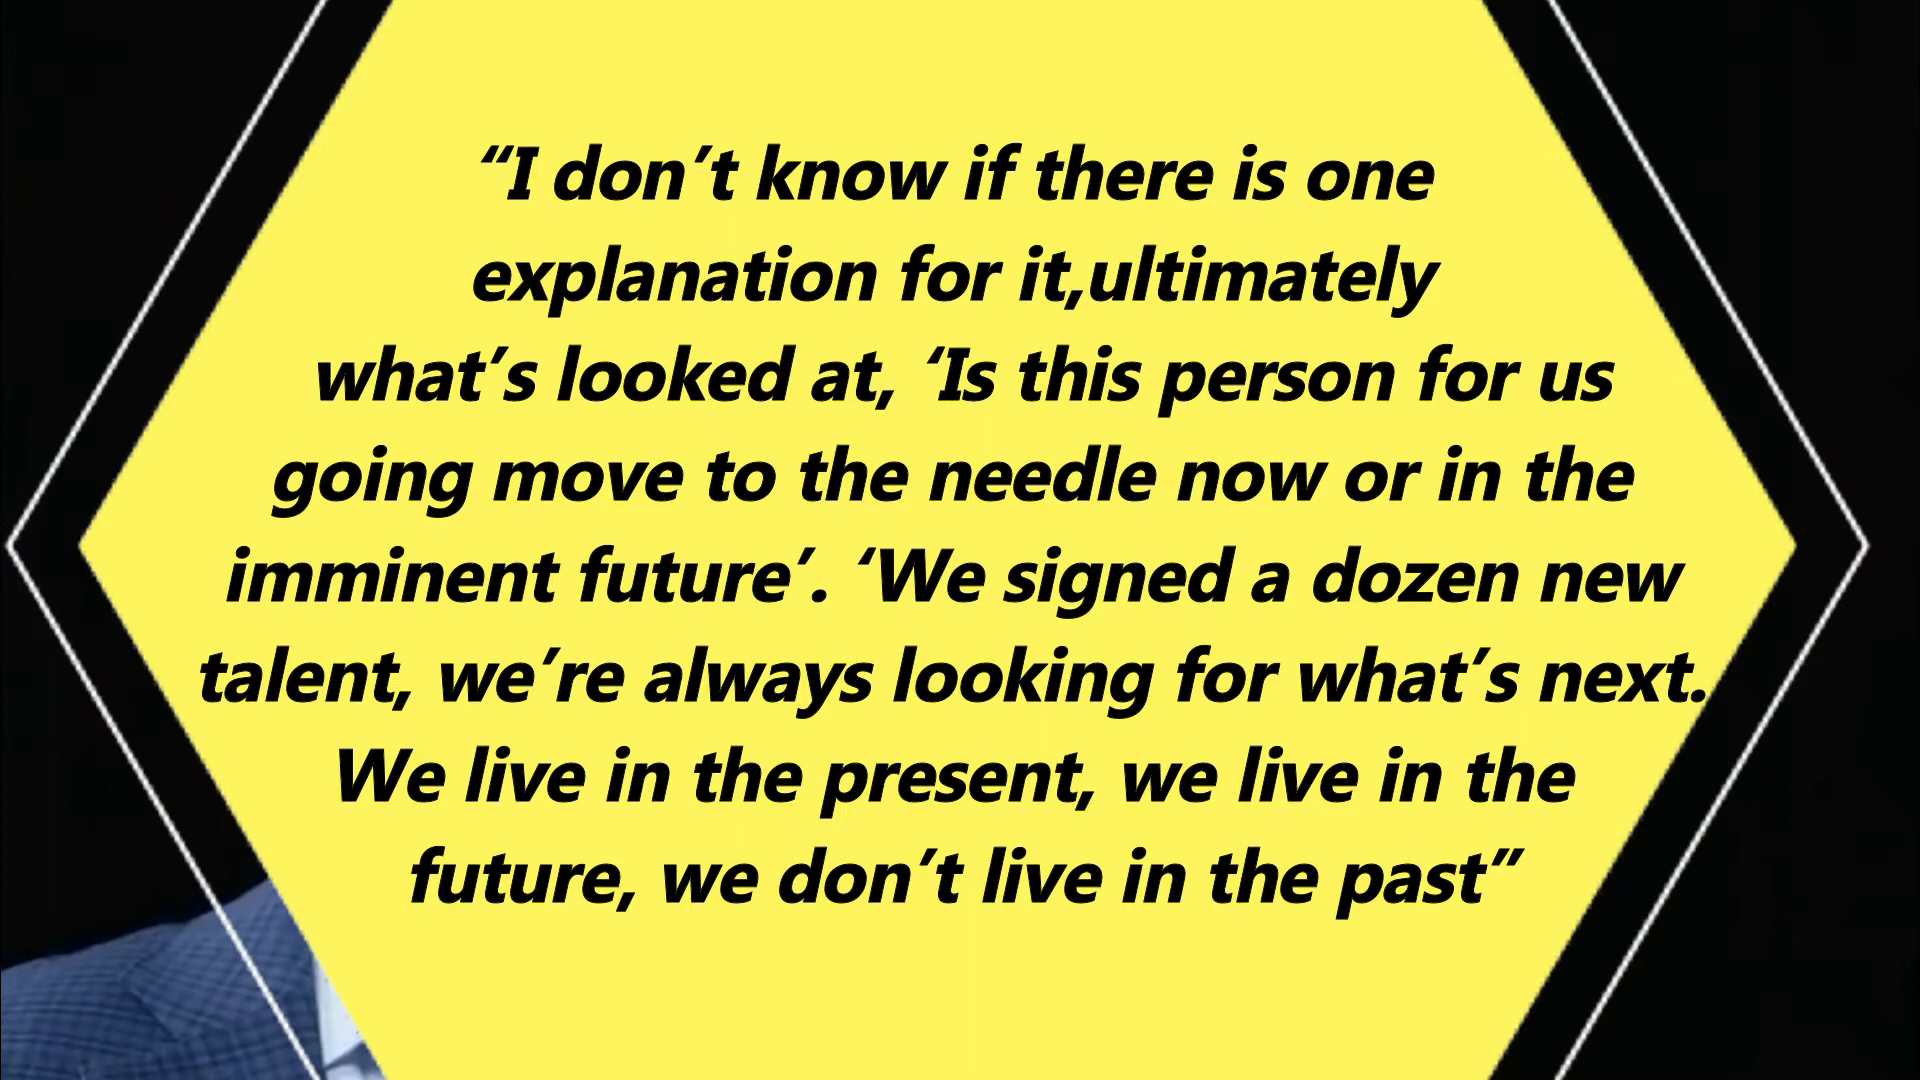 “I don’t know if there is one
explanation for it,ultimately
what’s looked at, ‘Is this person for us
going move to the needle now or in the
imminent future’. ‘We signed a dozen new
talent, we’re always looking for what’s next.
We live in the present, we live in the
future, we don’t live in the past”